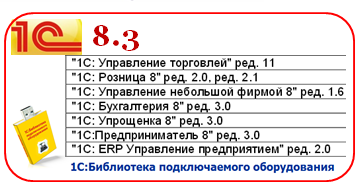 1С
8.3
"1С: Управление торговлей" ред. 11
"1С: Розница 8" ред. 2.0, ред. 2.1
"1С: Управление небольшой фирмой 8" ред. 1.6
"1С: Бухгалтерия 8" ред. 3.0
"1С: Упрощенка 8" ред. 3.0
"1С:Предприниматель 8" ред. 3.0
"1С: ERP Управление предприятием" ред. 2.0
1С:Библиотека подключаемого оборудования